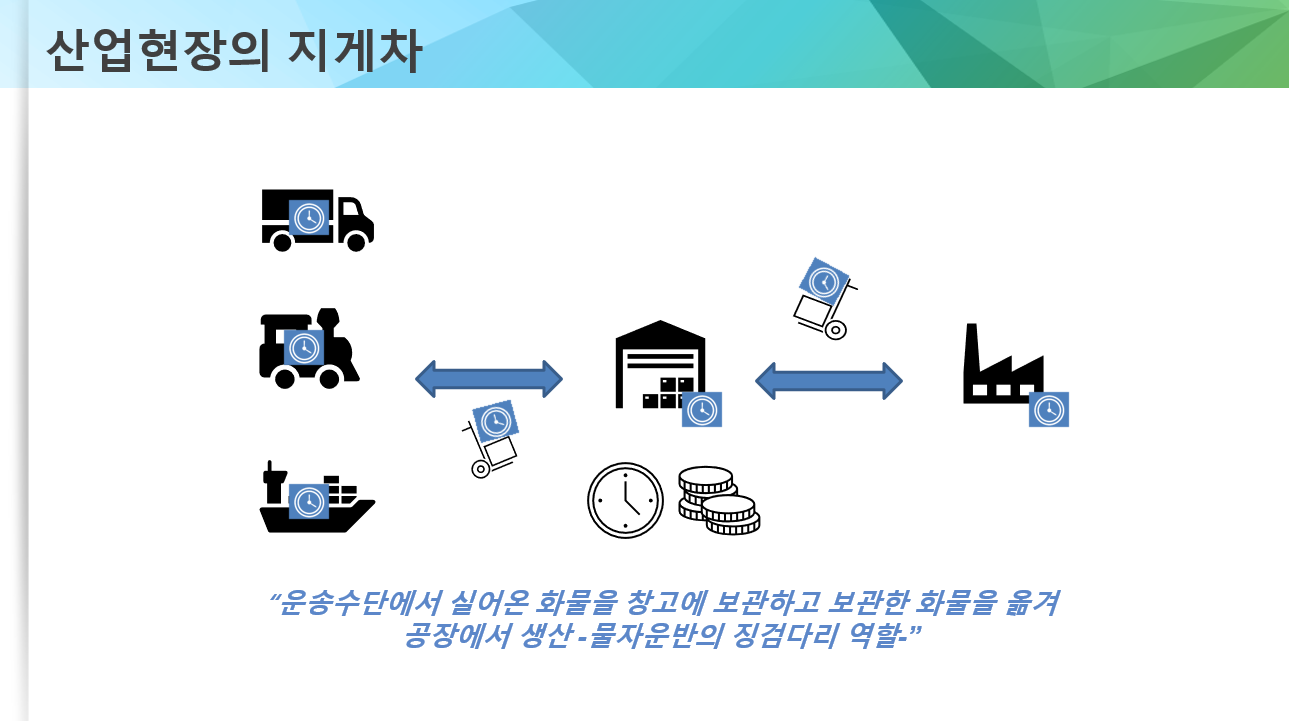 산업현장의 지게차
“운송수단에서 실어온 화물을 창고에 보관하고 보관한 화물을 옮겨
공장에서 생산 -물자운반의 징검다리 역할-”